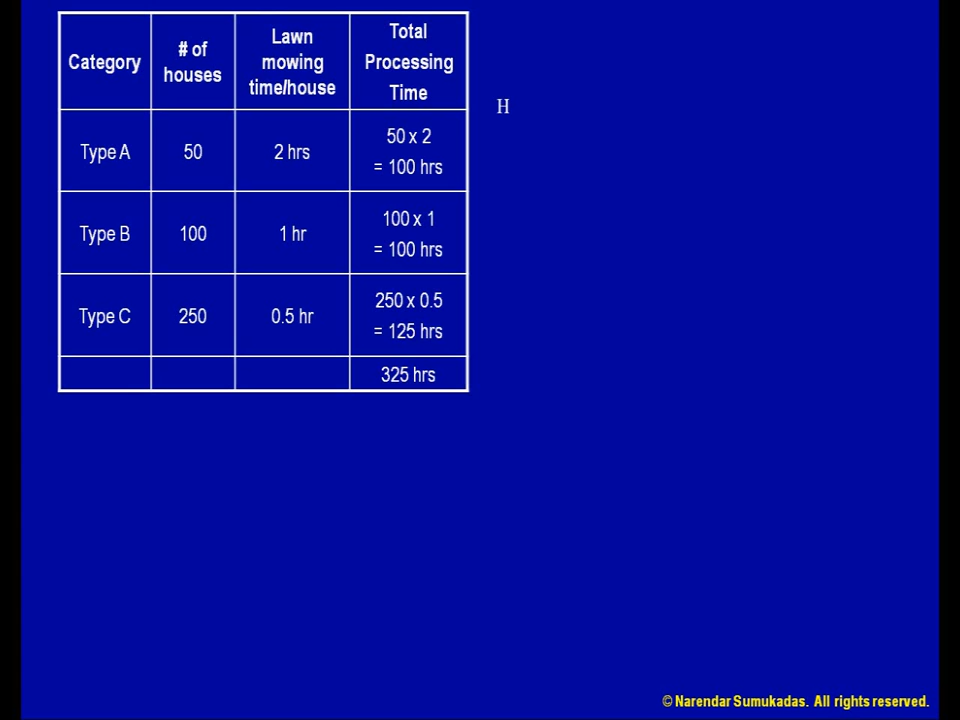 Category
# of
houses
Lawn
mowing
time/house
Total
Processing
Time
H
Type A
50
2 hrs
50 x 2
= 100 hrs
Type B
100
1 hr
100 x 1
= 100 hrs
Type C
250
0.5 hr
250 x 0.5
= 125 hrs
325 hrs
© Narendar Sumukadas. All rights reserved.